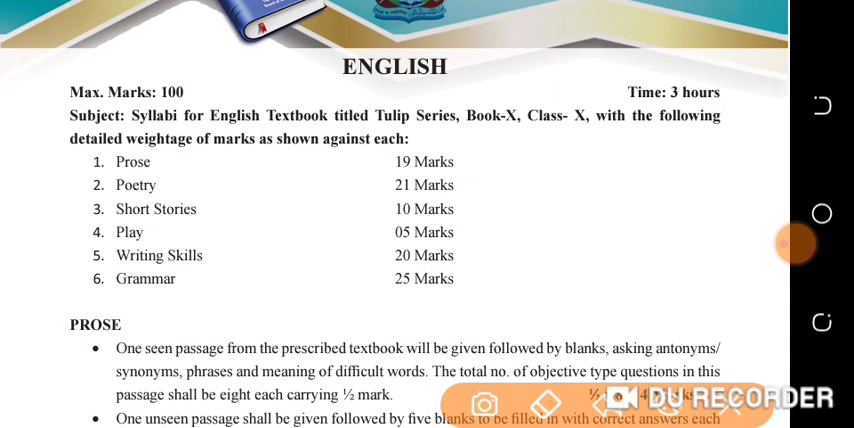 ENGLISH
Max. Marks: 100 Time: 3 hours
Subject: Syllabi for English Textbook titled Tulip Series, Book-X, Class- X, with the following
detailed weightage of marks as shown against each:
1. Prose 19 Marks
2. Poetry 21 Marks
3. Short Stories 10 Marks
4. Play 05 Marks
5. Writing Skills 20 Marks
6. Grammar 25 Marks
PROSE
• One seen passage from the prescribed textbook will be given followed by blanks, asking antonyms/
synonyms, phrases and meaning of difficult words. The total no. of objective type questions in this
passage shall be eight each carrying ½ mark.
DU RECORDER
• One unseen passage shall be given followed by five blanks to be filled in with correct answers each